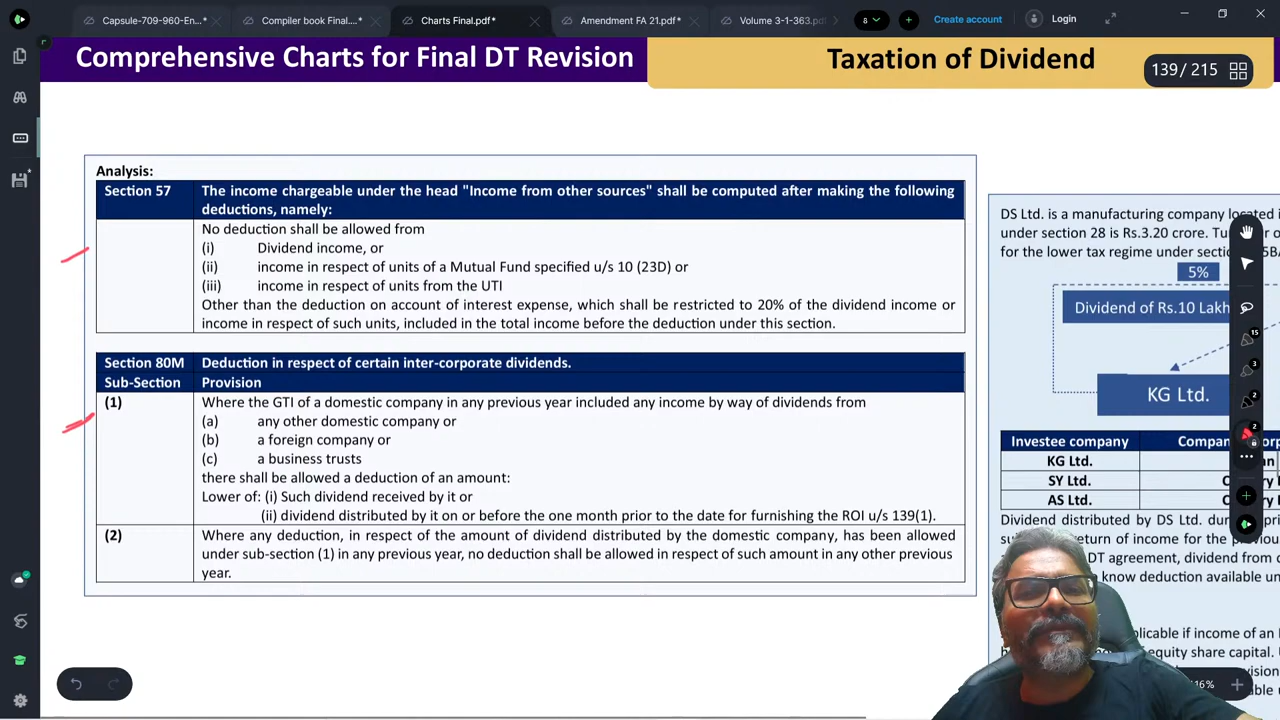 Capsule-709-960-En...*
Compiler book Final....*
Charts Final.pdf*
Amendment FA 21.pdf*
Volume 3-1-363.pd
8
Create account
Login
Comprehensive Charts for Final DT Revision
Taxation of Dividend
139/ 215
Analysis:
Section 57 The income chargeable under the head "Income from other sources" shall be computed after making the following
deductions, namely:
No deduction shall be allowed from
(i) Dividend income, or
(ii) income in respect of units of a Mutual Fund specified u/s 10 (23D) or
(iii) income in respect of units from the UTI
Other than the deduction on account of interest expense, which shall be restricted to 20% of the dividend income or
income in respect of such units, included in the total income before the deduction under this section.
Section 80M Deduction in respect of certain inter-corporate dividends.
Sub-Section Provision
(1) Where the GTI of a domestic company in any previous year included any income by way of dividends from
(a) any other domestic company or
(b) a foreign company or
(c) a business trusts
there shall be allowed a deduction of an amount:
Lower of: (i) Such dividend received by it or
(ii) dividend distributed by it on or before the one month prior to the date for furnishing the ROI u/s 139(1).
(2) Where any deduction, in respect of the amount of dividend distributed by the domestic company, has been allowed
under sub-section (1) in any previous year, no deduction shall be allowed in respect of such amount in any other previous
year.
DS Ltd. is a manufacturing company located i
under section 28 is Rs.3.20 crore. Tu
for the lower tax regime under secti
5%
Dividend of Rs.10 Lakh
KG Ltd.
Investee company Compan
KG Ltd.
SY Ltd.
AS Ltd.
Dividend distributed by DS Ltd. du
return of income for the previou
DT agreement, dividend from
know deduction available un
plicable if income of an
equity share capital.
15
3
2
2
16%